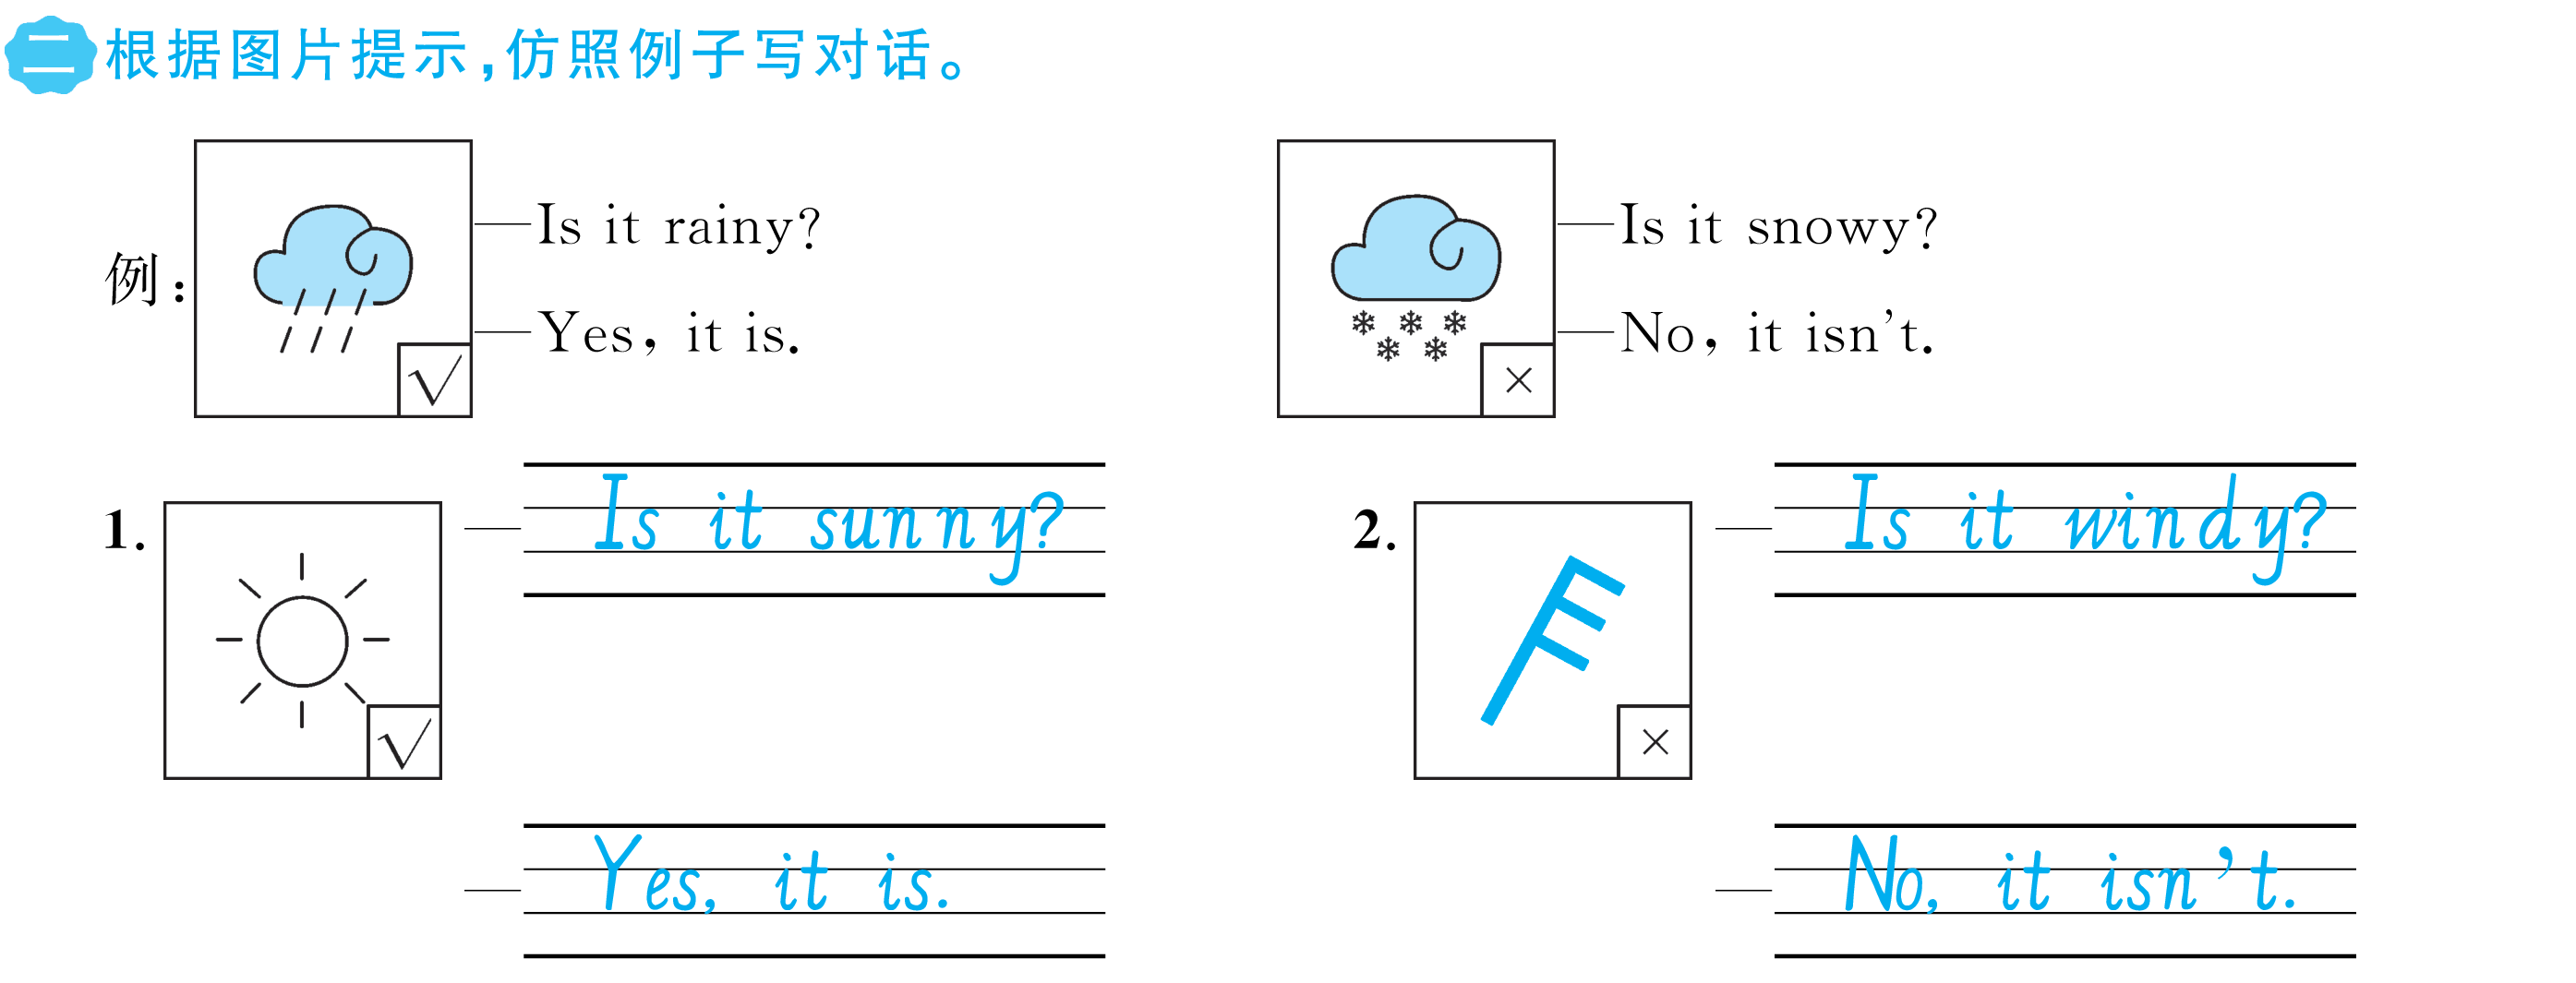 二 根据图片提示,仿照例子写对话。
例:
—Is it rainy?
—Yes, it is.
√
—Is it snowy?
—No, it isn't.
×
1.
—Is it sunny?
√
—Yes, it is.
2.
—Is it windy?
×
—No, it isn't.